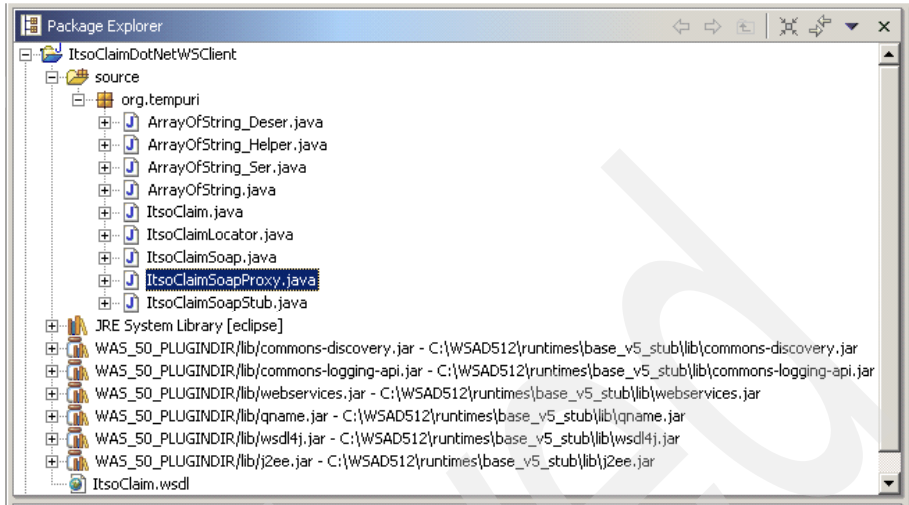 Package Explorer
ItsoClaimDotNetWSClient
source
org.tempuri
ArrayOfString_Deser.java
ArrayOfString_Helper.java
ArrayOfString_Ser.java
ArrayOfString.java
ItsoClaim.java
ItsoClaimLocator.java
ItsoClaimSoap.java
ItsoClaimSoapProxy.java
ItsoClaimSoapStub.java
JRE System Library [eclipse]
WAS_50_PLUGINDIR/lib/commons-discovery.jar - C:\WSAD512\runtimes\base_v5_stub\lib\commons-discovery.jar
WAS_50_PLUGINDIR/lib/commons-logging-api.jar - C:\WSAD512\runtimes\base_v5_stub\lib\commons-logging-api.jar
WAS_50_PLUGINDIR/lib/webservices.jar - C:\WSAD512\runtimes\base_v5_stub\lib\webservices.jar
WAS_50_PLUGINDIR/lib/qname.jar - C:\WSAD512\runtimes\base_v5_stub\lib\qname.jar
WAS_50_PLUGINDIR/lib/wsdl4j.jar - C:\WSAD512\runtimes\base_v5_stub\lib\wsdl4j.jar
WAS_50_PLUGINDIR/lib/j2ee.jar - C:\WSAD512\runtimes\base_v5_stub\lib\j2ee.jar
ItsoClaim.wsdl